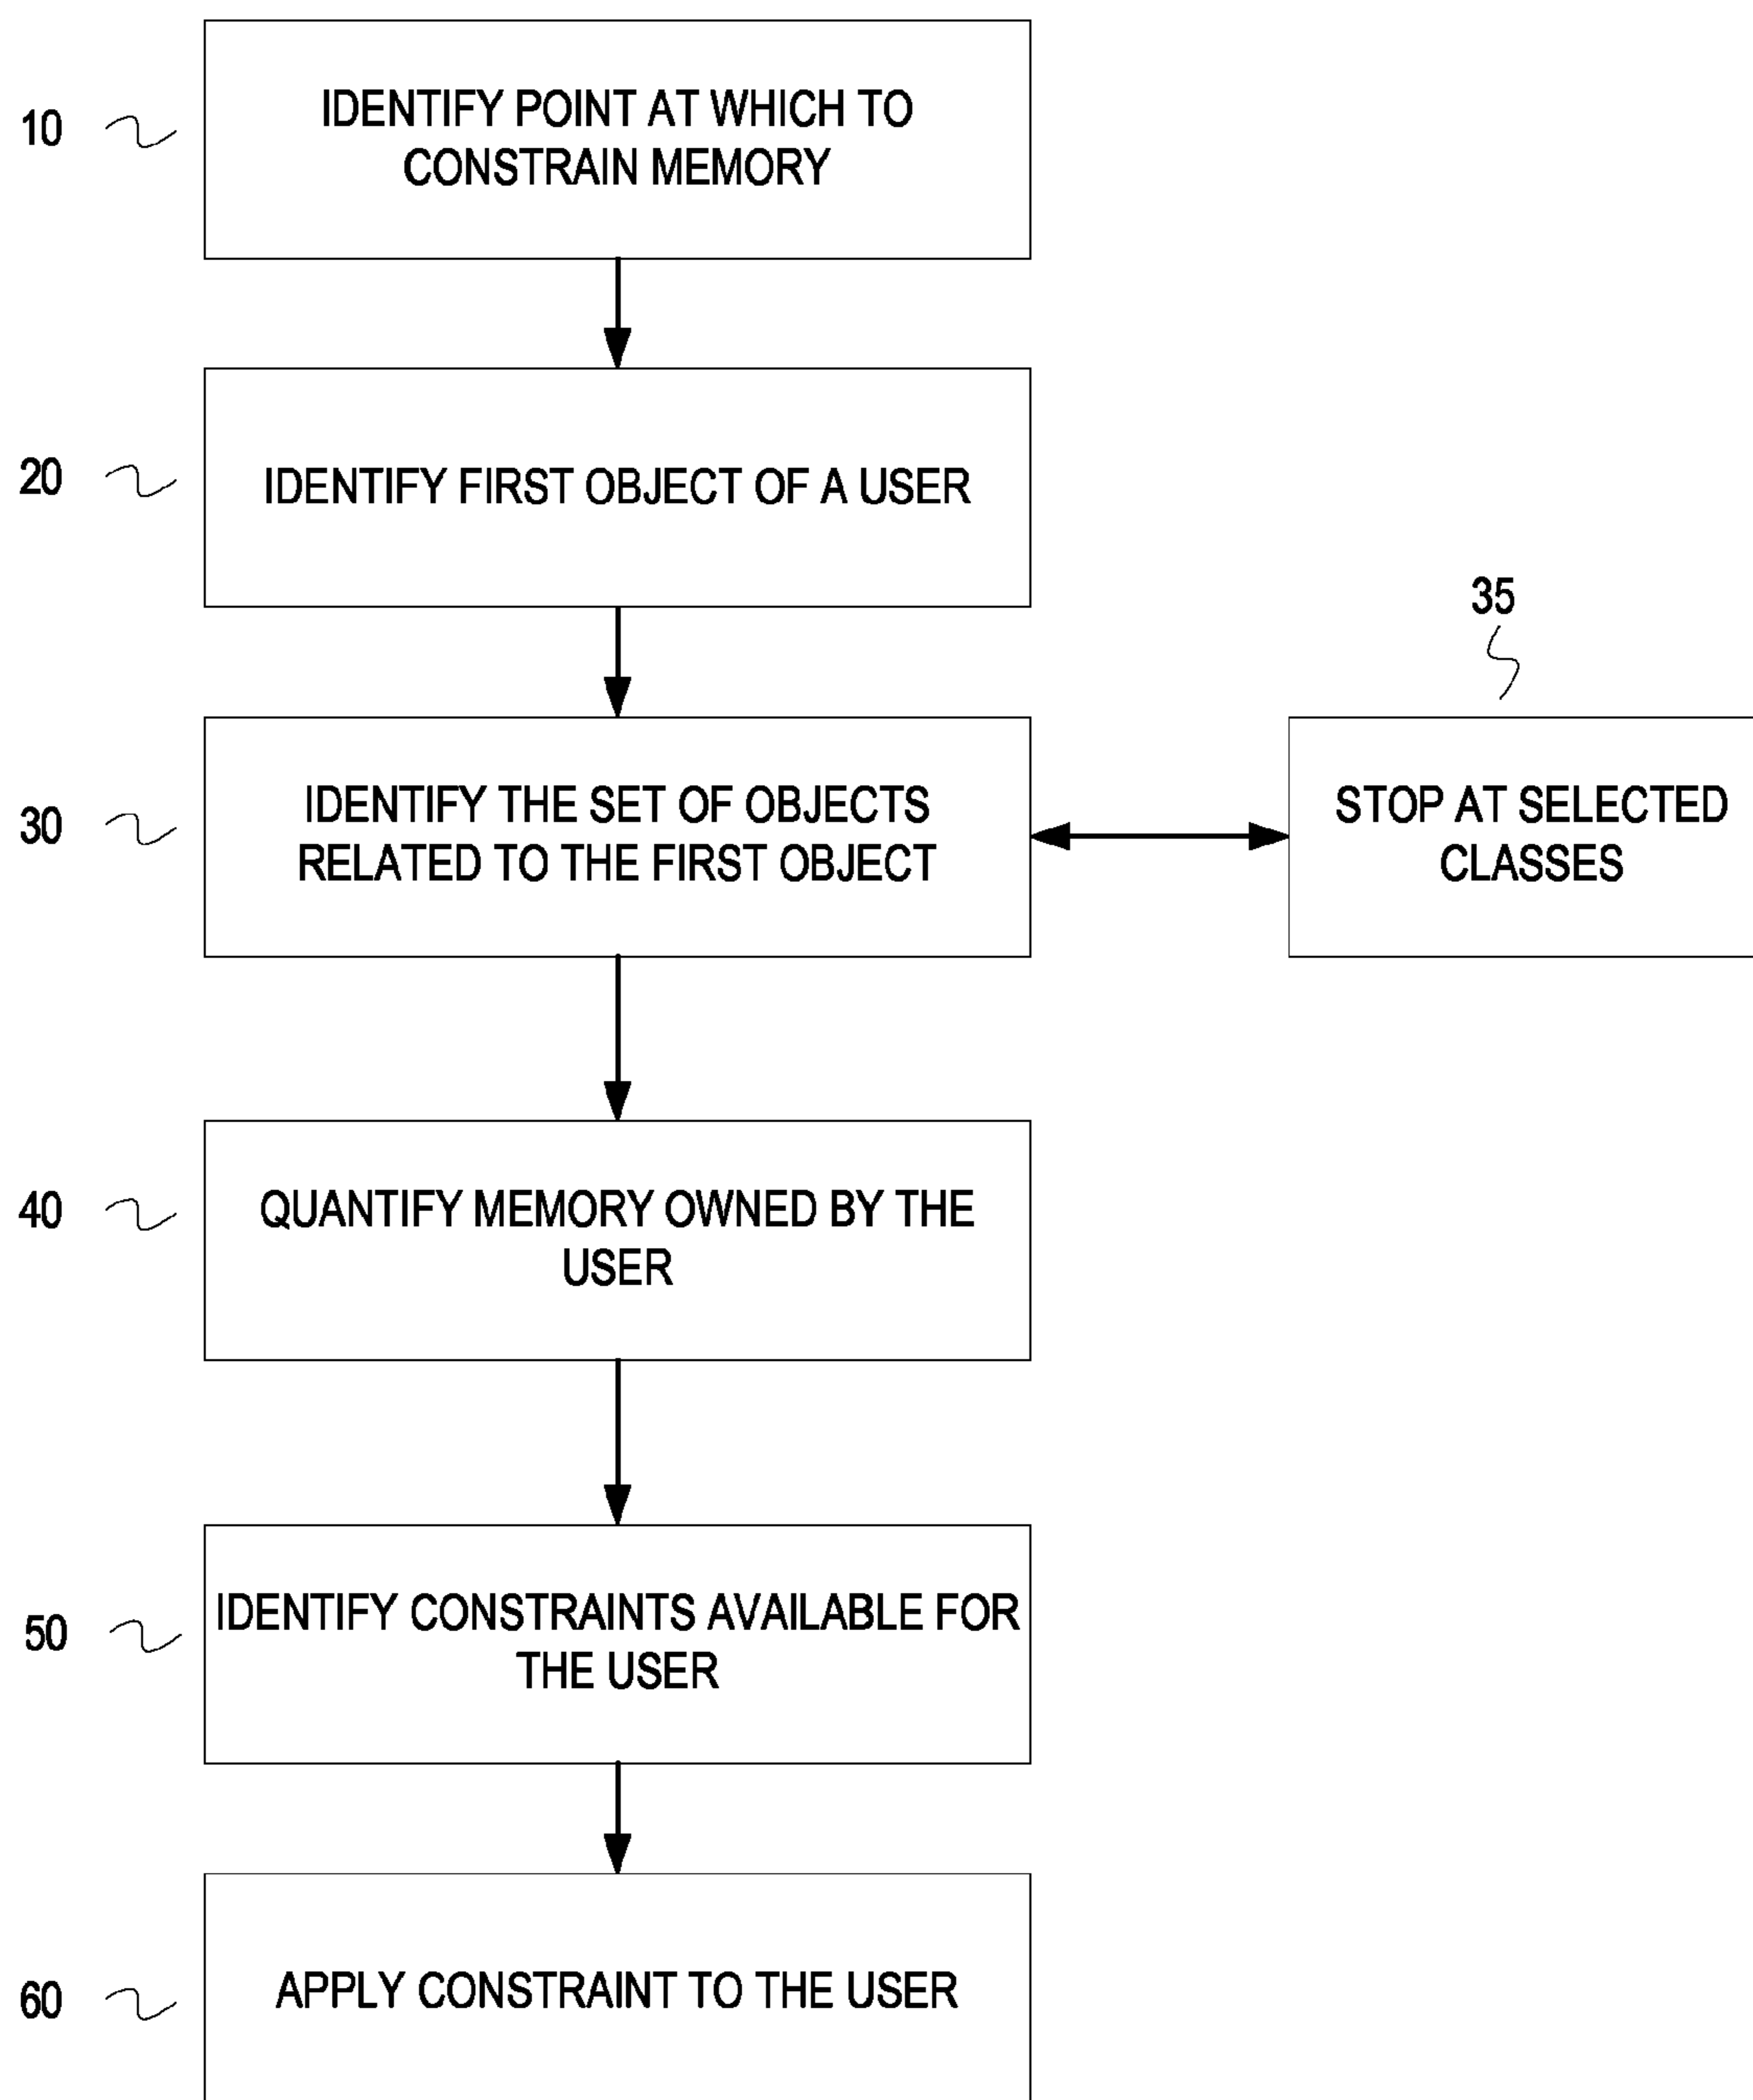 10
IDENTIFY POINT AT WHICH TO
CONSTRAIN MEMORY
20
IDENTIFY FIRST OBJECT OF A USER
30
IDENTIFY THE SET OF OBJECTS
RELATED TO THE FIRST OBJECT
35
STOP AT SELECTED
CLASSES
40
QUANTIFY MEMORY OWNED BY THE
USER
50
IDENTIFY CONSTRAINTS AVAILABLE FOR
THE USER
60
APPLY CONSTRAINT TO THE USER